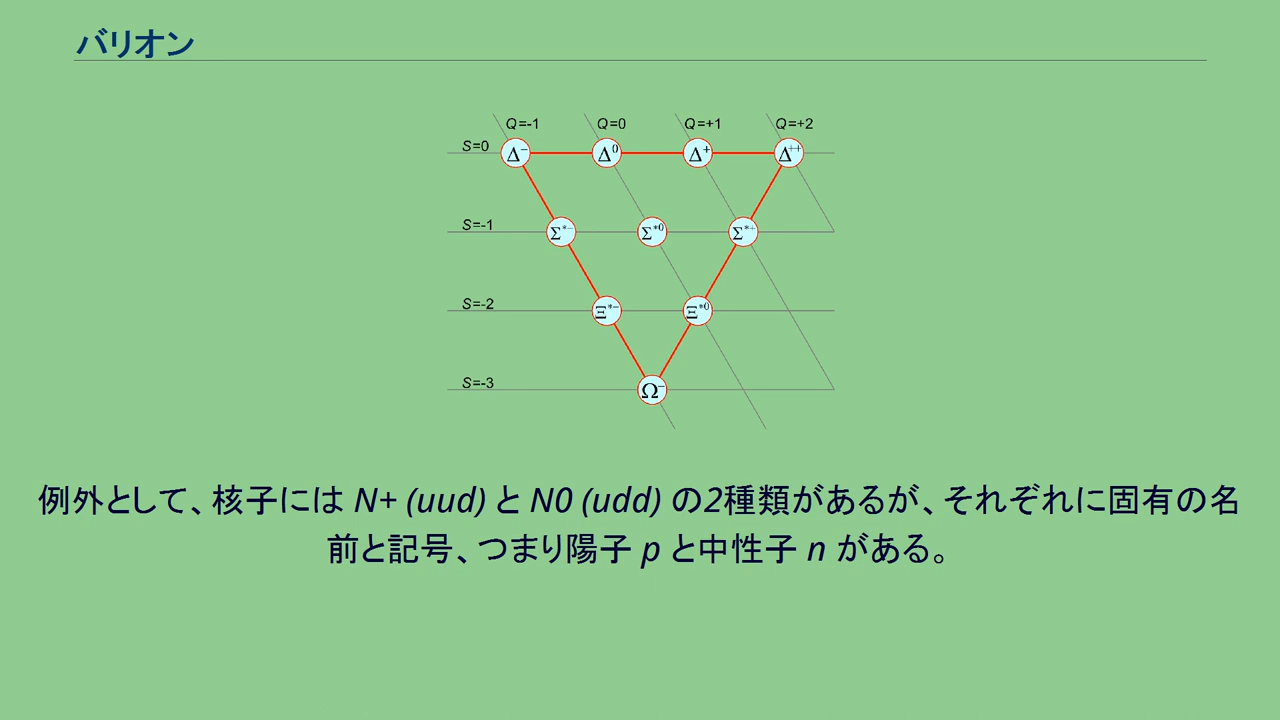 バリオン
Q=-1 Q=0 Q=+1 Q=+2
S=0 Δ⁻ Δ⁰ Δ⁺ Δ⁺⁺
S=-1 Σ*⁻ Σ*⁰ Σ*⁺
S=-2 Ξ*⁻ Ξ*⁰
S=-3 Ω⁻
例外として、核子には N+ (uud) と N0 (udd) の2種類があるが、それぞれに固有の名
前と記号、つまり陽子 p と中性子 n がある。